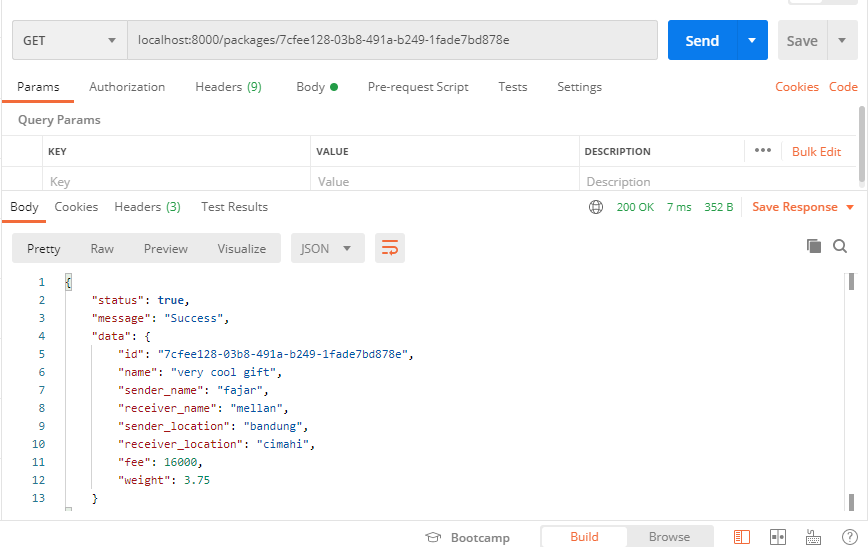 GET localhost:8000/packages/7cfee128-03b8-491a-b249-1fade7bd878e Send Save
Params Authorization Headers (9) Body Pre-request Script Tests Settings Cookies Code
Query Params
KEY VALUE DESCRIPTION ••• Bulk Edit
Key Value Description
Body Cookies Headers (3) Test Results 200 OK 7 ms 352 B Save Response
Pretty Raw Preview Visualize JSON
1 {
2 "status": true,
3 "message": "Success",
4 "data": {
5 "id": "7cfee128-03b8-491a-b249-1fade7bd878e",
6 "name": "very cool gift",
7 "sender_name": "fajar",
8 "receiver_name": "mellan",
9 "sender_location": "bandung",
10 "receiver_location": "cimahi",
11 "fee": 16000,
12 "weight": 3.75
13 }
Bootcamp Build Browse ?